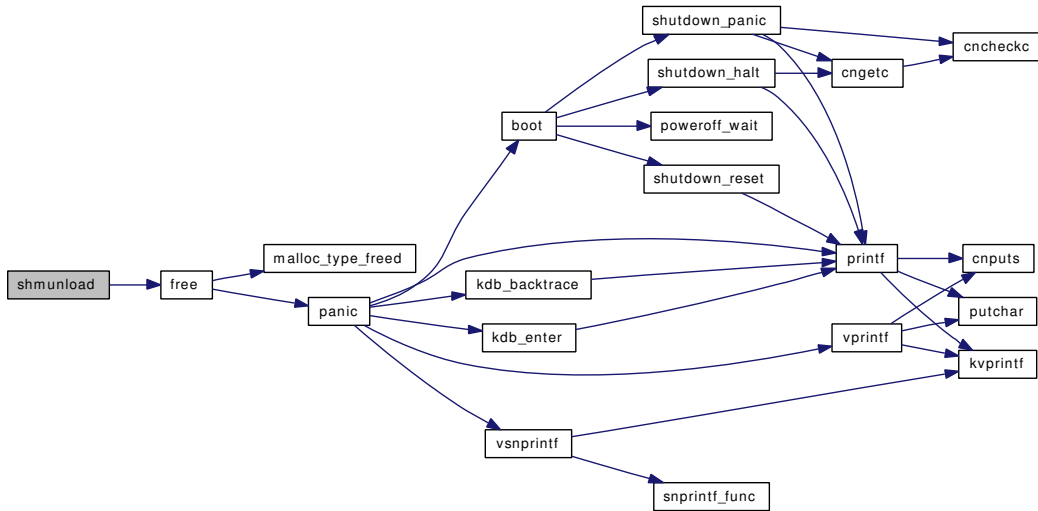 shutdown_panic
cncheckc
shutdown_halt
cngetc
boot
poweroff_wait
shutdown_reset
malloc_type_freed
printf
cnputs
shmunload
free
kdb_backtrace
panic
putchar
kdb_enter
vprintf
kvprintf
vsnprintf
snprintf_func